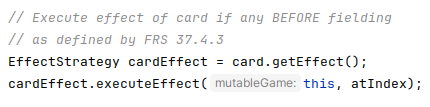 // Execute effect of card if any BEFORE fielding
// as defined by FRS 37.4.3
EffectStrategy cardEffect = card.getEffect();
cardEffect.executeEffect( mutableGame: this, atIndex);